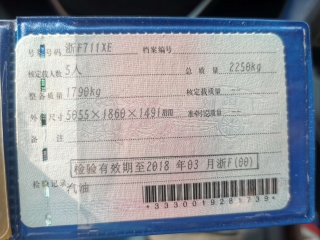 号牌号码 浙F711XE 档案编号
核定载人数 5人 总质量 2250kg
整备质量 1790kg 核定载质量 --
外廓尺寸 5055×1860×1491mm 准牵引总质量 --
备注
检验有效期至2018年03月浙F(00)
检验记录 汽油
*3330019281739*